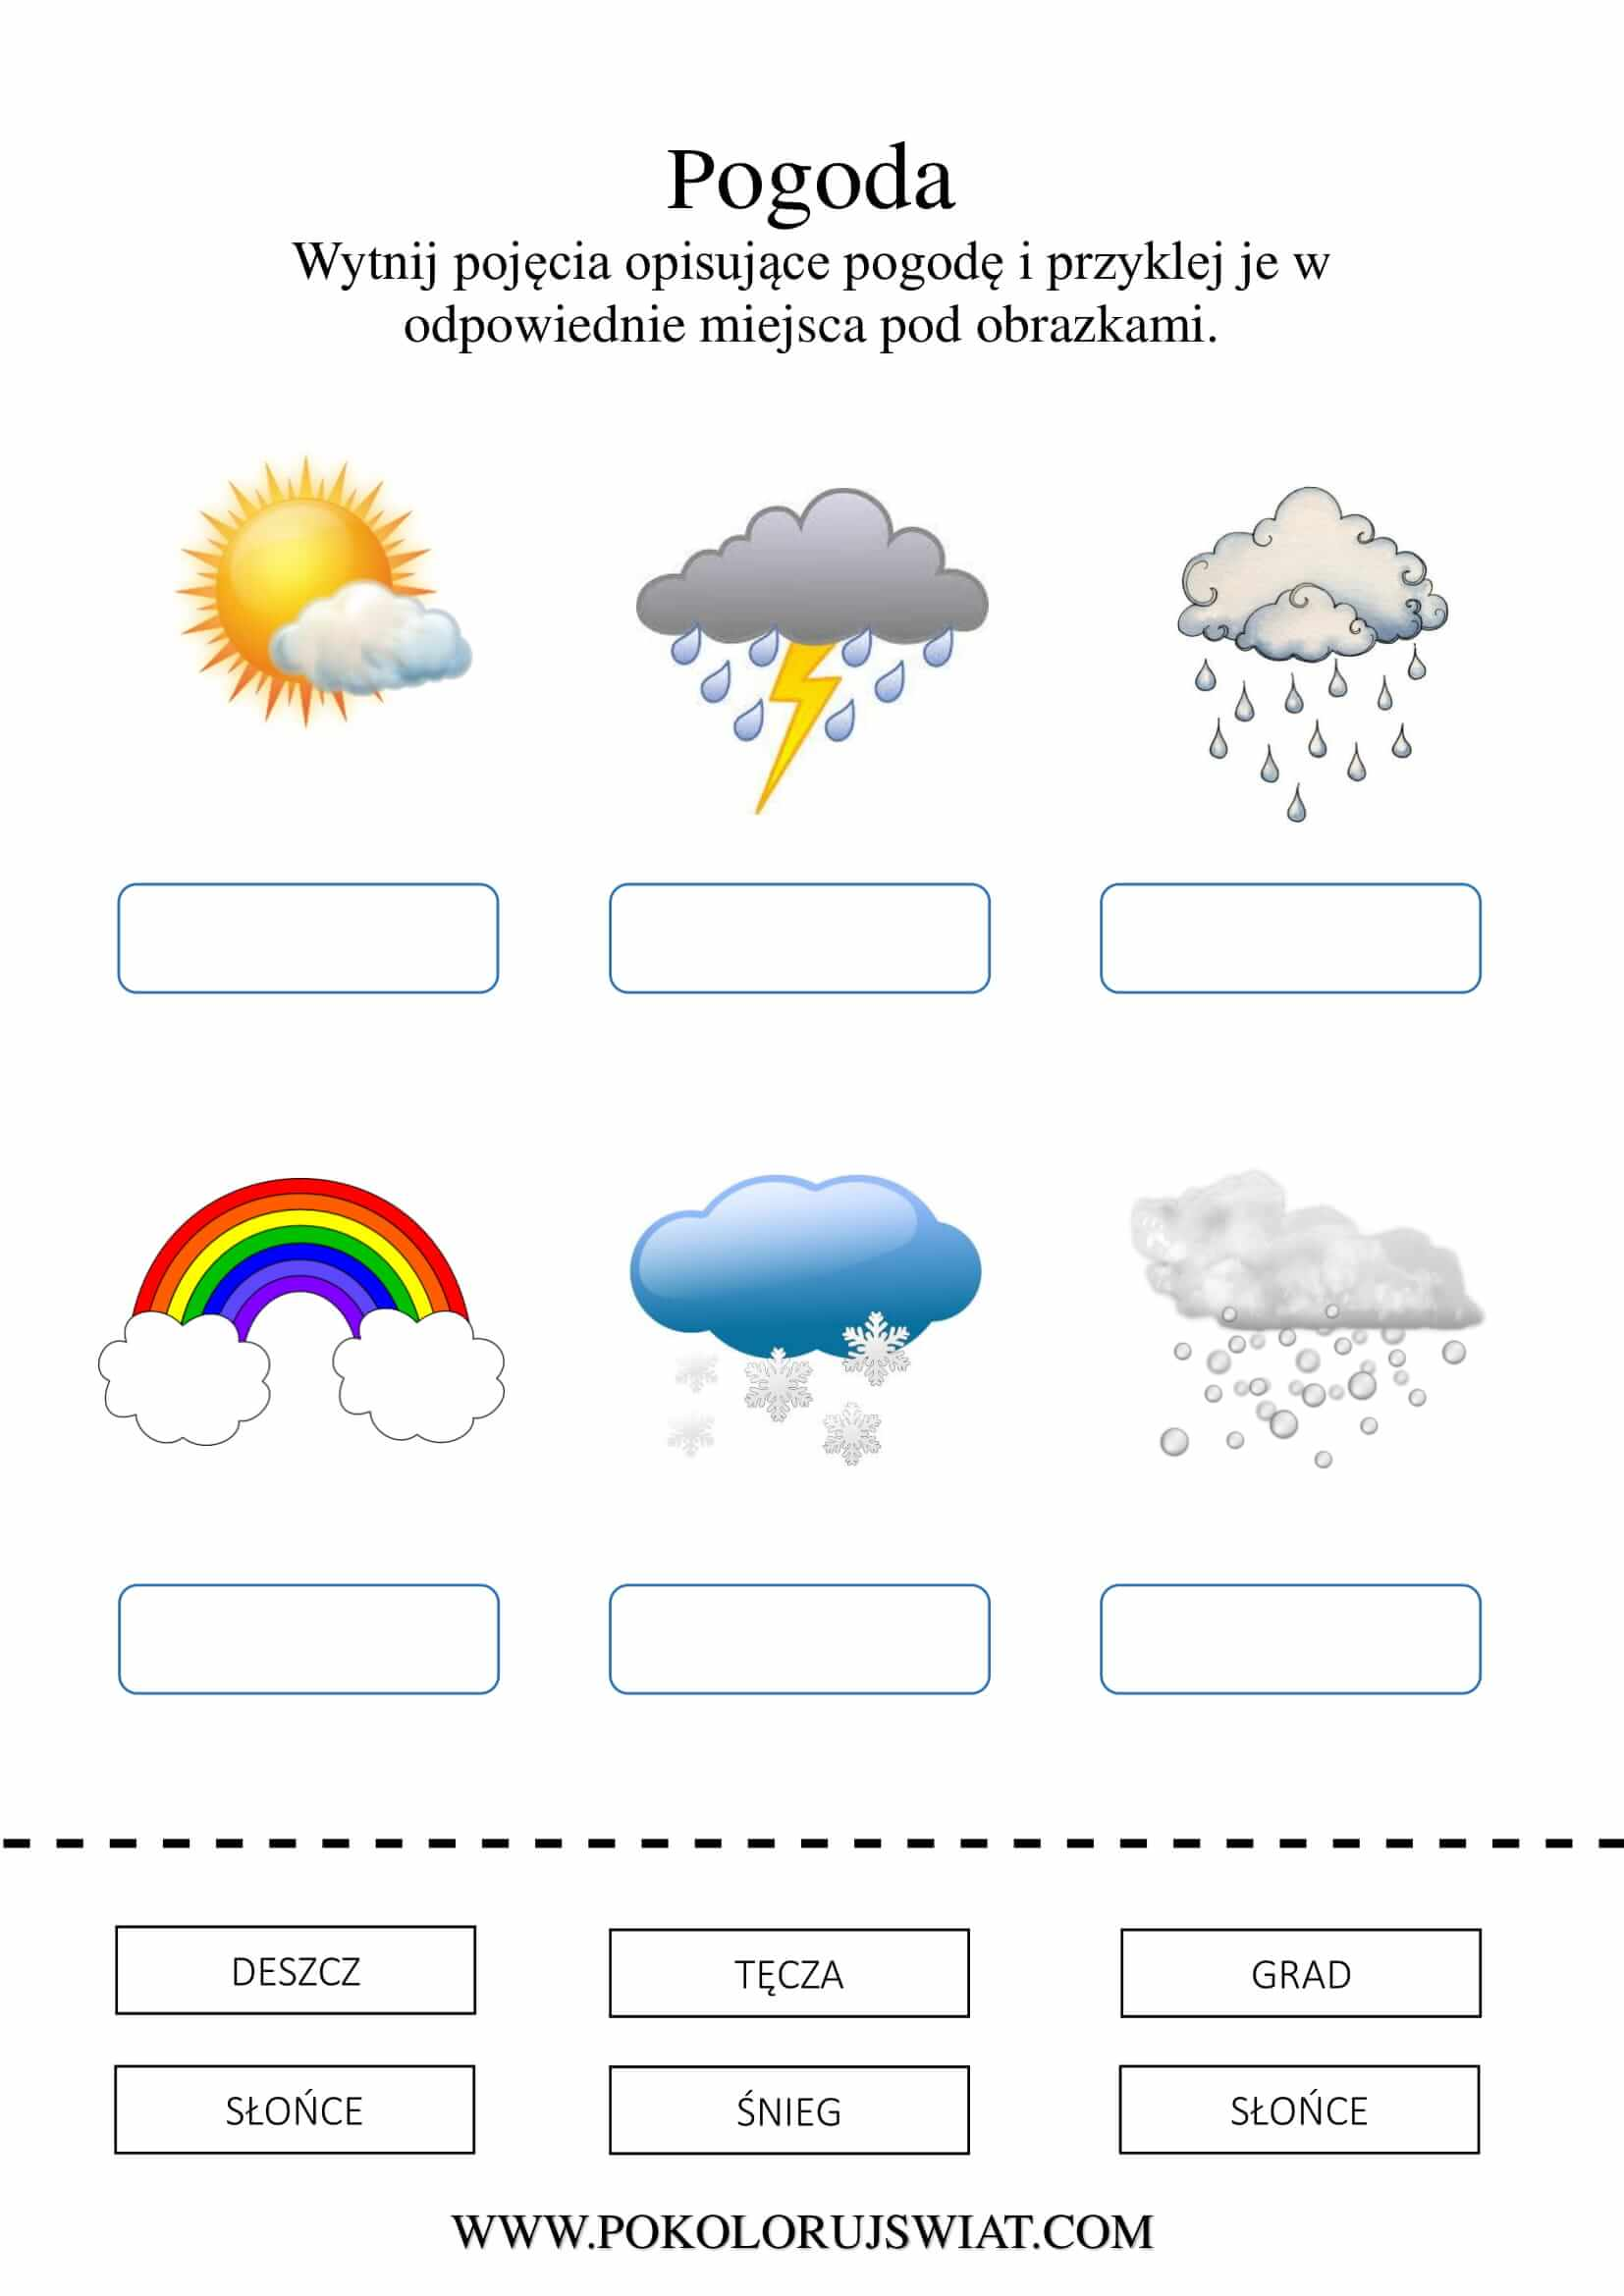 Pogoda
Wytnij pojęcia opisujące pogodę i przyklej je w
odpowiednie miejsca pod obrazkami.
DESZCZ
TĘCZA
GRAD
SŁOŃCE
ŚNIEG
SŁOŃCE
WWW.POKOLORUJSWIAT.COM